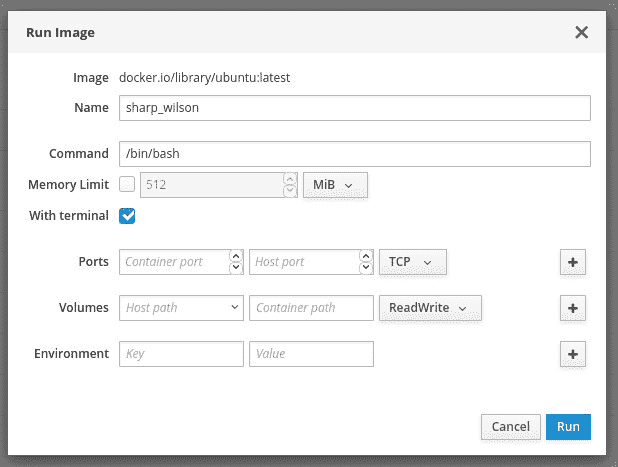 Run Image
Image docker.io/library/ubuntu:latest
Name sharp_wilson
Command /bin/bash
Memory Limit 512 MiB
With terminal
Ports Container port Host port TCP
Volumes Host path Container path ReadWrite
Environment Key Value
Cancel Run